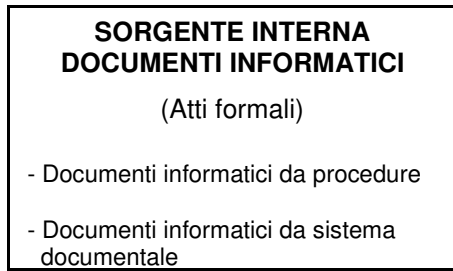 SORGENTE INTERNA
DOCUMENTI INFORMATICI
(Atti formali)
- Documenti informatici da procedure
- Documenti informatici da sistema
documentale